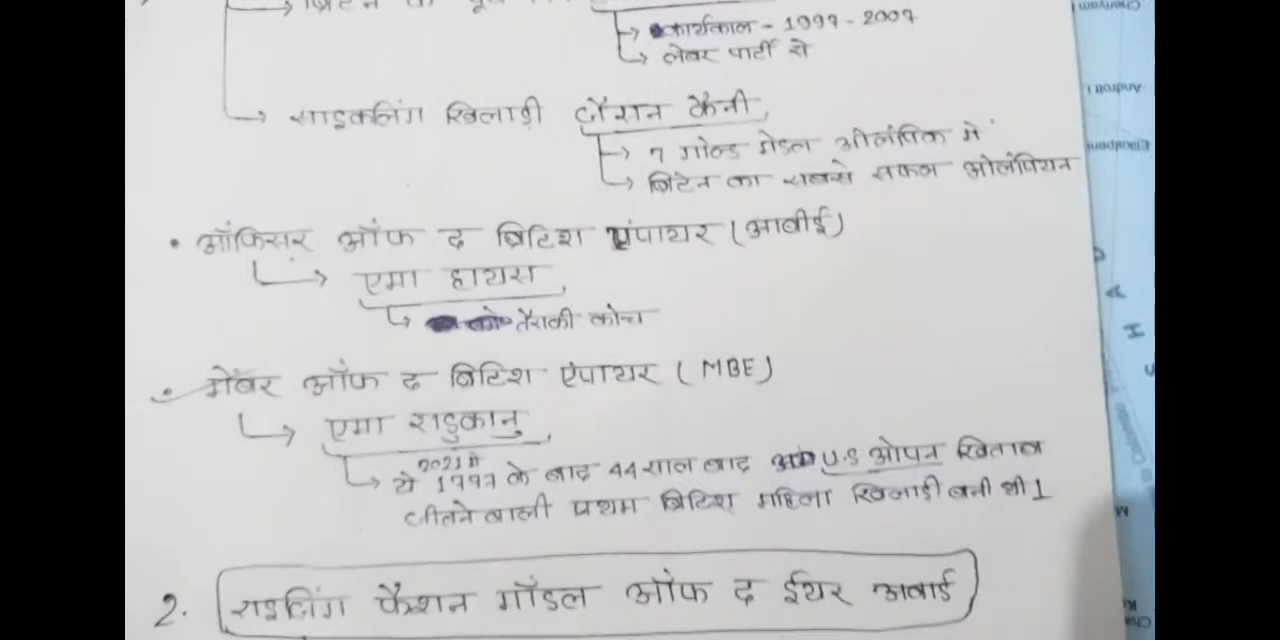 ब्रिटेन के पूर्व
कार्यकाल - 1997 - 2007
लेबर पार्टी से
साइकलिंग खिलाड़ी जैसन कैनी
7 गोल्ड मेडल ओलंपिक में
ब्रिटेन का सबसे सफल ओलंपियन
• ऑफिसर ऑफ द ब्रिटिश एंपायर (आबीई)
एमा हायस
तैराकी कोच
• मेंबर ऑफ द ब्रिटिश एंपायर (MBE)
एमा राडुकानु
2021 में
ये 1977 के बाद 44 साल बाद U.S ओपन खिताब
जीतने वाली प्रथम ब्रिटिश महिला खिलाड़ी बनी थी।
2. राइजिंग फैशन मॉडल ऑफ द ईयर अवार्ड